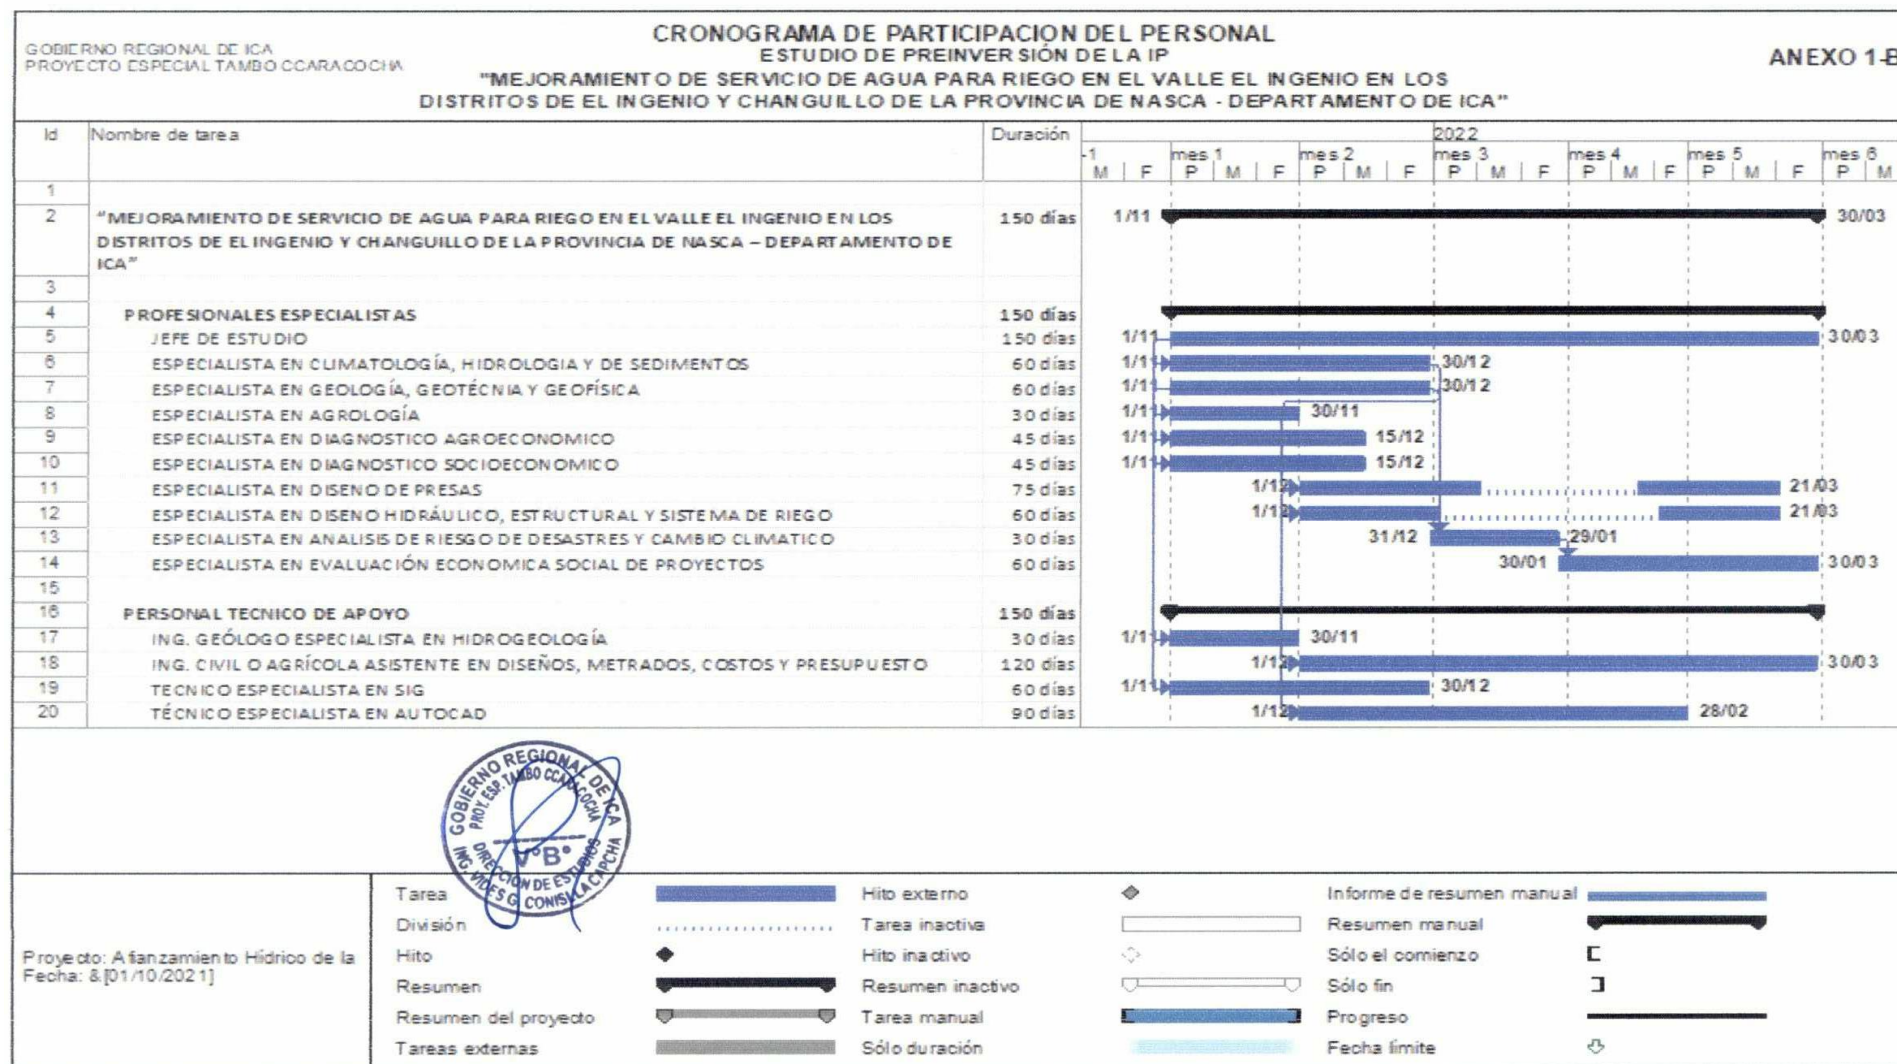 GOBIERNO REGIONAL DE ICA
PROYECTO ESPECIAL TAMBO CCARACOCHA
CRONOGRAMA DE PARTICIPACION DEL PERSONAL
ESTUDIO DE PREINVERSIÓN DE LA IP
"MEJORAMIENTO DE SERVICIO DE AGUA PARA RIEGO EN EL VALLE EL INGENIO EN LOS
DISTRITOS DE EL INGENIO Y CHANGUILLO DE LA PROVINCIA DE NASCA - DEPARTAMENTO DE ICA"
ANEXO 1-B
Id Nombre de tarea Duración 2022
-1 mes 1 mes 2 mes 3 mes 4 mes 5 mes 6
M F P M F P M F P M F P M F P M F P M
1
2 "MEJORAMIENTO DE SERVICIO DE AGUA PARA RIEGO EN EL VALLE EL INGENIO EN LOS 150 días 1/11 30/03
DISTRITOS DE EL INGENIO Y CHANGUILLO DE LA PROVINCIA DE NASCA – DEPARTAMENTO DE
ICA"
3
4 PROFESIONALES ESPECIALISTAS 150 días
5 JEFE DE ESTUDIO 150 días 1/11 30/03
6 ESPECIALISTA EN CLIMATOLOGÍA, HIDROLOGIA Y DE SEDIMENTOS 60 días 1/11 30/12
7 ESPECIALISTA EN GEOLOGÍA, GEOTÉCNIA Y GEOFÍSICA 60 días 1/11 30/12
8 ESPECIALISTA EN AGROLOGÍA 30 días 1/11 30/11
9 ESPECIALISTA EN DIAGNOSTICO AGROECONOMICO 45 días 1/11 15/12
10 ESPECIALISTA EN DIAGNOSTICO SOCIOECONOMICO 45 días 1/11 15/12
11 ESPECIALISTA EN DISENO DE PRESAS 75 días 1/12 21/03
12 ESPECIALISTA EN DISENO HIDRÁULICO, ESTRUCTURAL Y SISTEMA DE RIEGO 60 días 1/12 21/03
13 ESPECIALISTA EN ANALISIS DE RIESGO DE DESASTRES Y CAMBIO CLIMATICO 30 días 31/12 29/01
14 ESPECIALISTA EN EVALUACIÓN ECONOMICA SOCIAL DE PROYECTOS 60 días 30/01 30/03
15
16 PERSONAL TECNICO DE APOYO 150 días
17 ING. GEÓLOGO ESPECIALISTA EN HIDROGEOLOGÍA 30 días 1/11 30/11
18 ING. CIVIL O AGRÍCOLA ASISTENTE EN DISEÑOS, METRADOS, COSTOS Y PRESUPUESTO 120 días 1/12 30/03
19 TECNICO ESPECIALISTA EN SIG 60 días 1/11 30/12
20 TÉCNICO ESPECIALISTA EN AUTOCAD 90 días 1/12 28/02
GOBIERNO REGIONAL DE ICA
PROY. ESP. TAMBO CCARACOCHA
V°B°
DIRECCION DE ESTUDIOS
ING. VIDES G. CONISLLA CAPCHA
Proyecto: Afianzamiento Hídrico de la
Fecha: &[01/10/2021]
Tarea Hito externo Informe de resumen manual
División Tarea inactiva Resumen manual
Hito Hito inactivo Sólo el comienzo
Resumen Resumen inactivo Sólo fin
Resumen del proyecto Tarea manual Progreso
Tareas externas Sólo duración Fecha límite